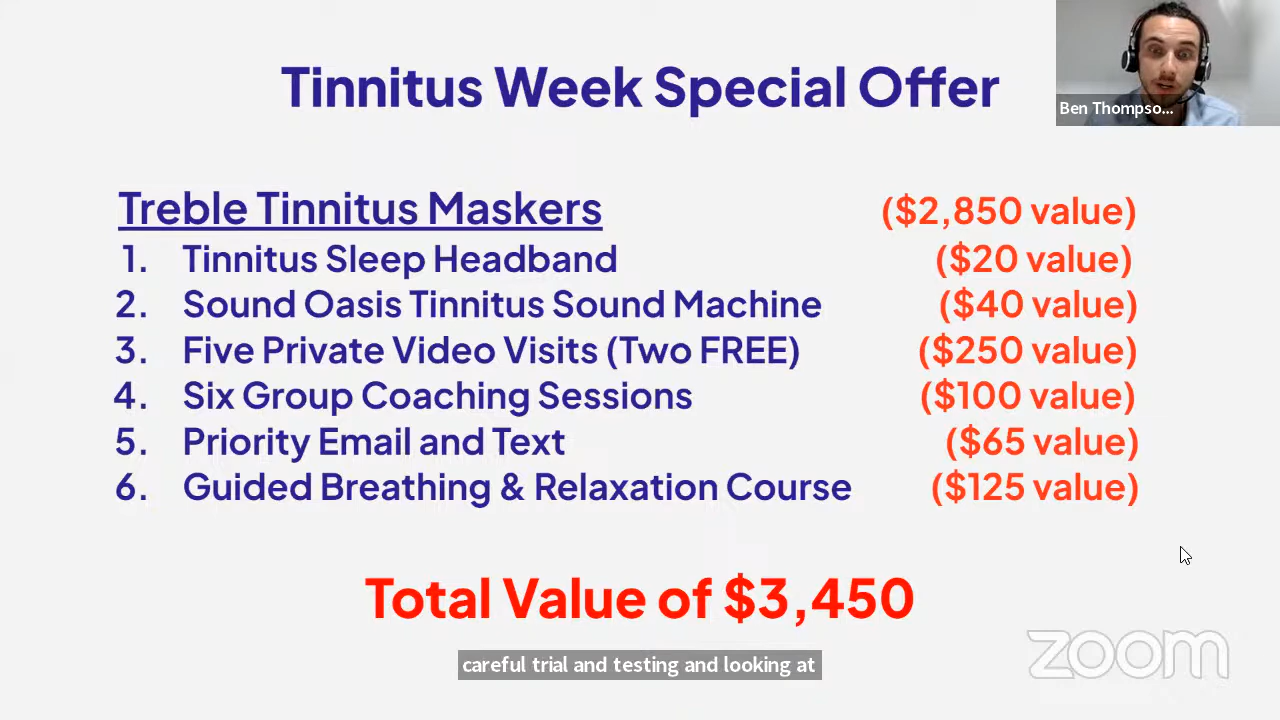 Tinnitus Week Special Offer
Ben Thompso...
Treble Tinnitus Maskers ($2,850 value)
1. Tinnitus Sleep Headband ($20 value)
2. Sound Oasis Tinnitus Sound Machine ($40 value)
3. Five Private Video Visits (Two FREE) ($250 value)
4. Six Group Coaching Sessions ($100 value)
5. Priority Email and Text ($65 value)
6. Guided Breathing & Relaxation Course ($125 value)
Total Value of $3,450
careful trial and testing and looking at
zoom